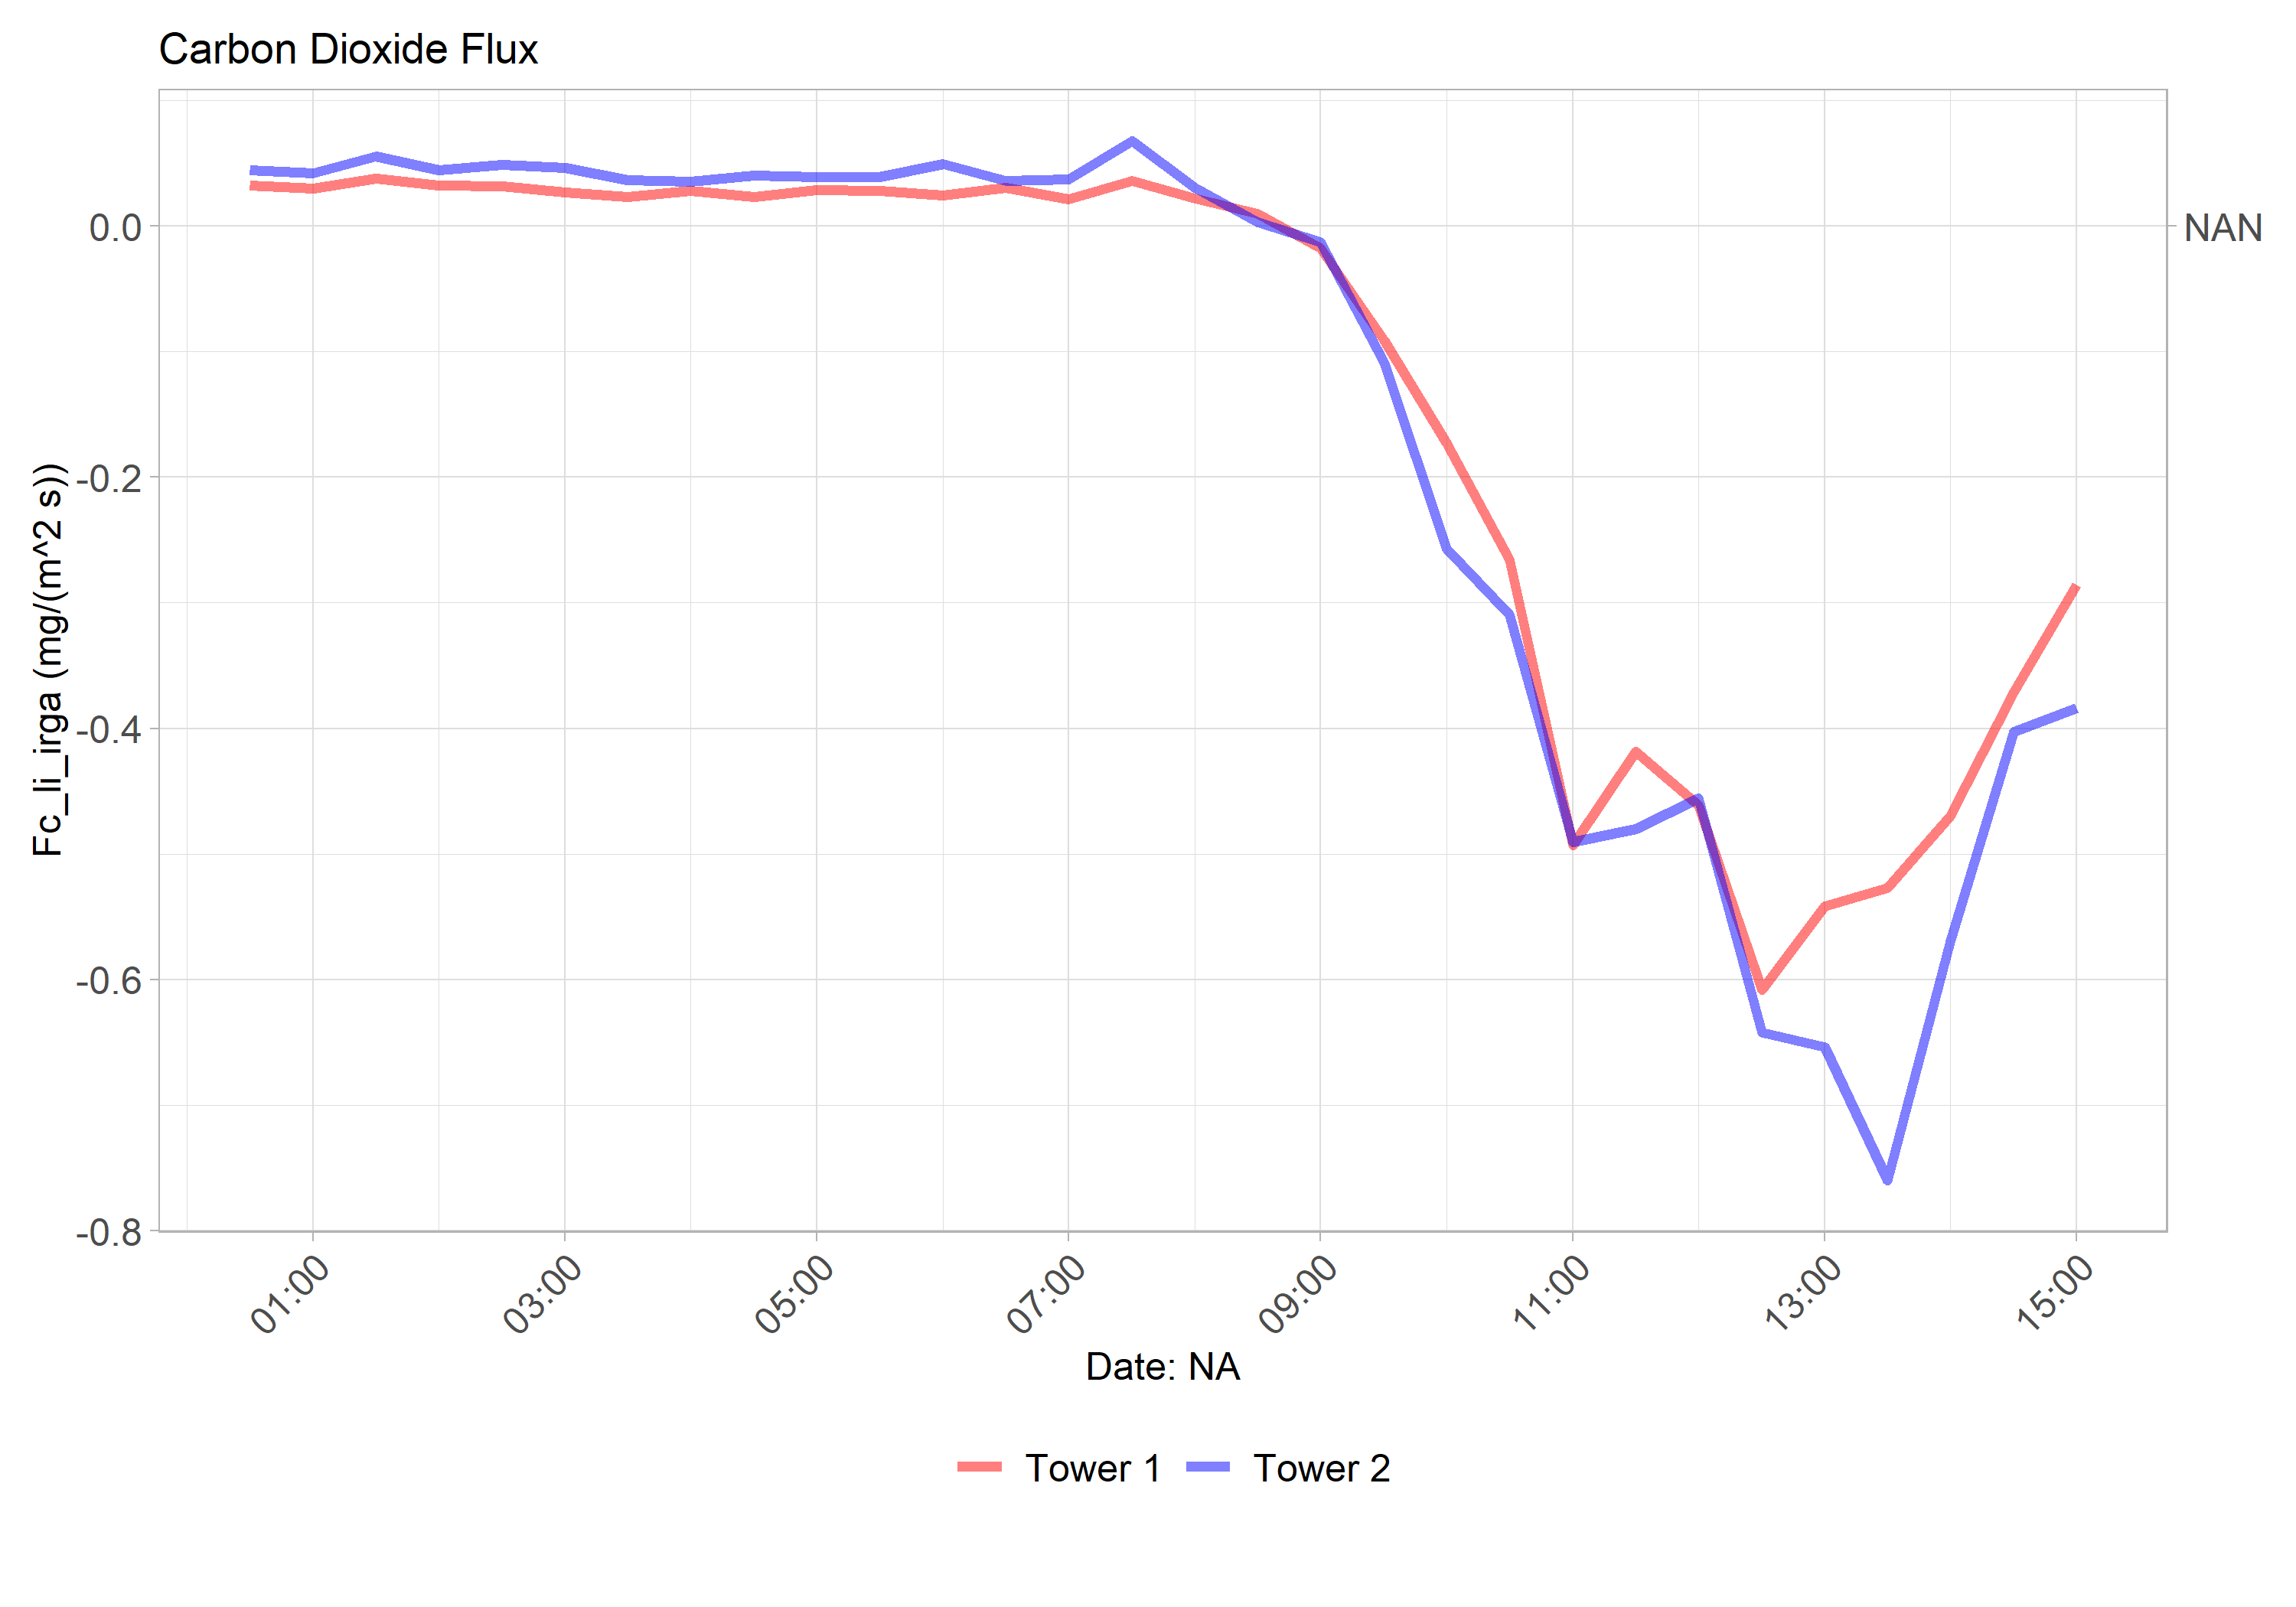 Carbon Dioxide Flux
Fc_li_irga (mg/(m^2 s))
0.0
-0.2
-0.4
-0.6
-0.8
NAN
01:00
03:00
05:00
07:00
09:00
11:00
13:00
15:00
Date: NA
Tower 1
Tower 2